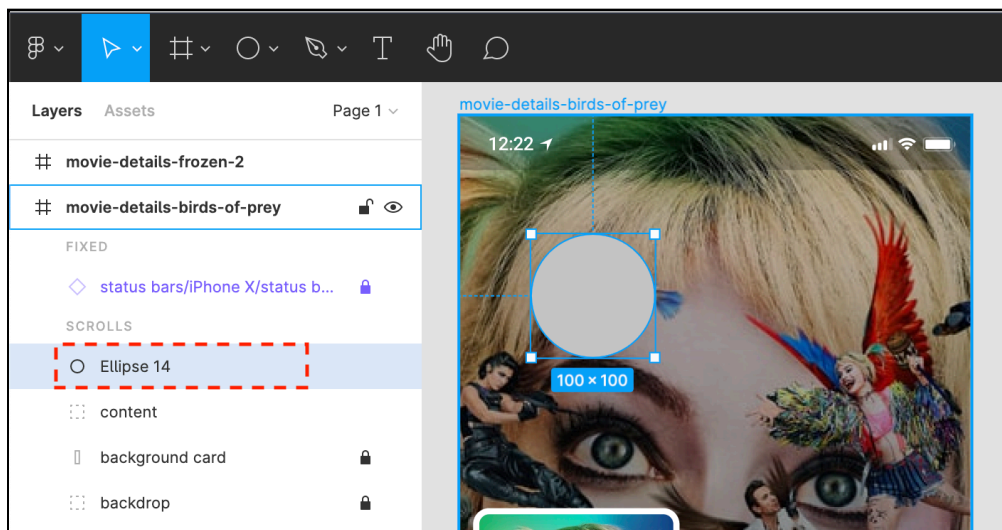 Layers Assets Page 1
movie-details-birds-of-prey
12:22
movie-details-frozen-2
movie-details-birds-of-prey
FIXED
status bars/iPhone X/status b...
SCROLLS
Ellipse 14
100 × 100
content
background card
backdrop